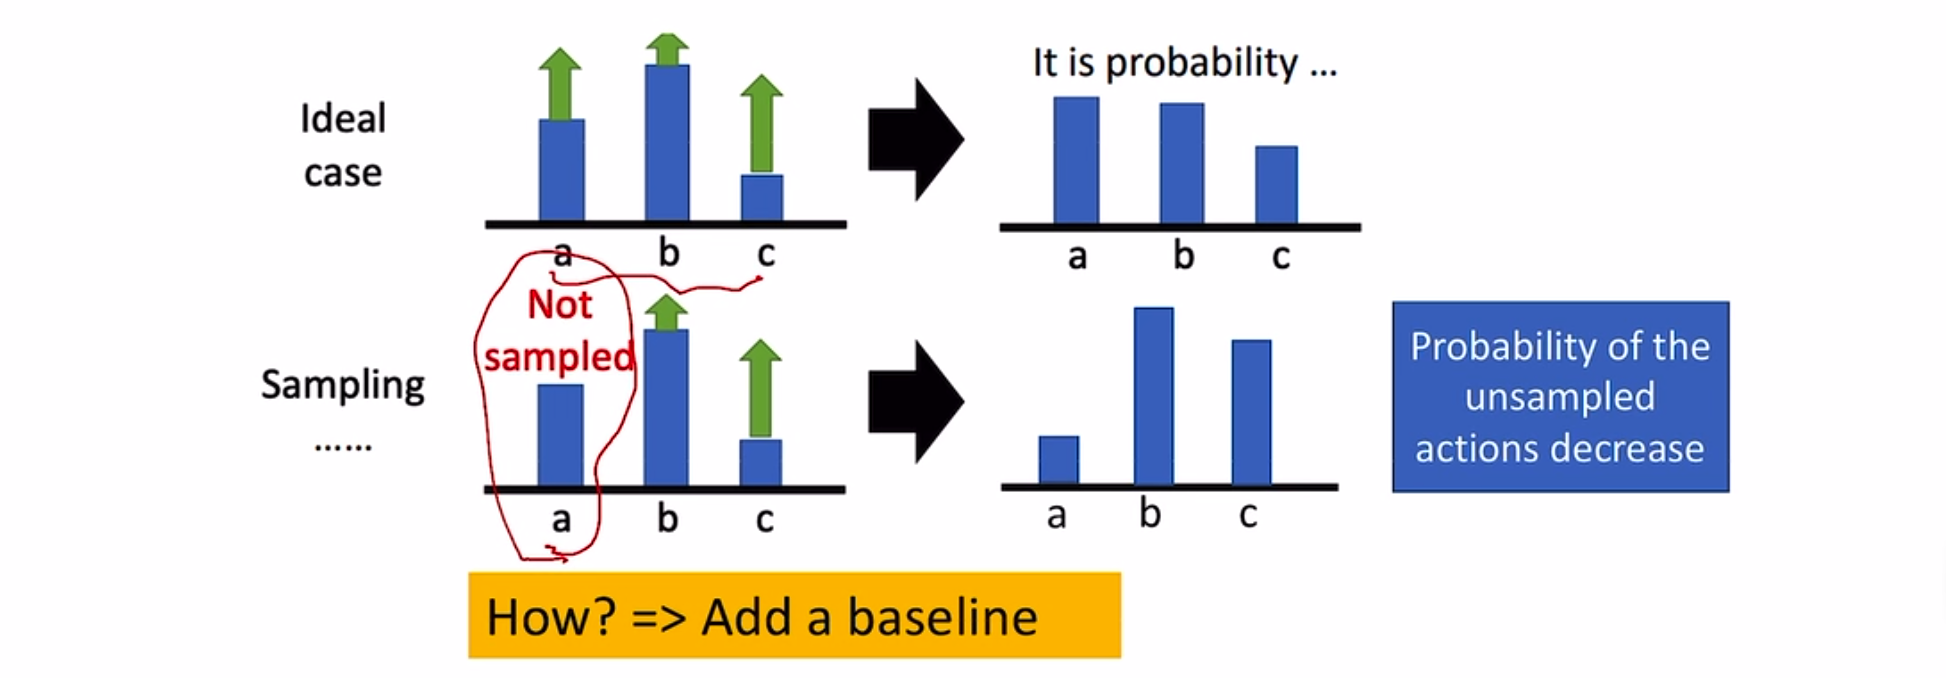 Ideal
case
a b c
It is probability ...
a b c
Sampling
......
Not
sampled
a b c
a b c
Probability of the
unsampled
actions decrease
How? => Add a baseline